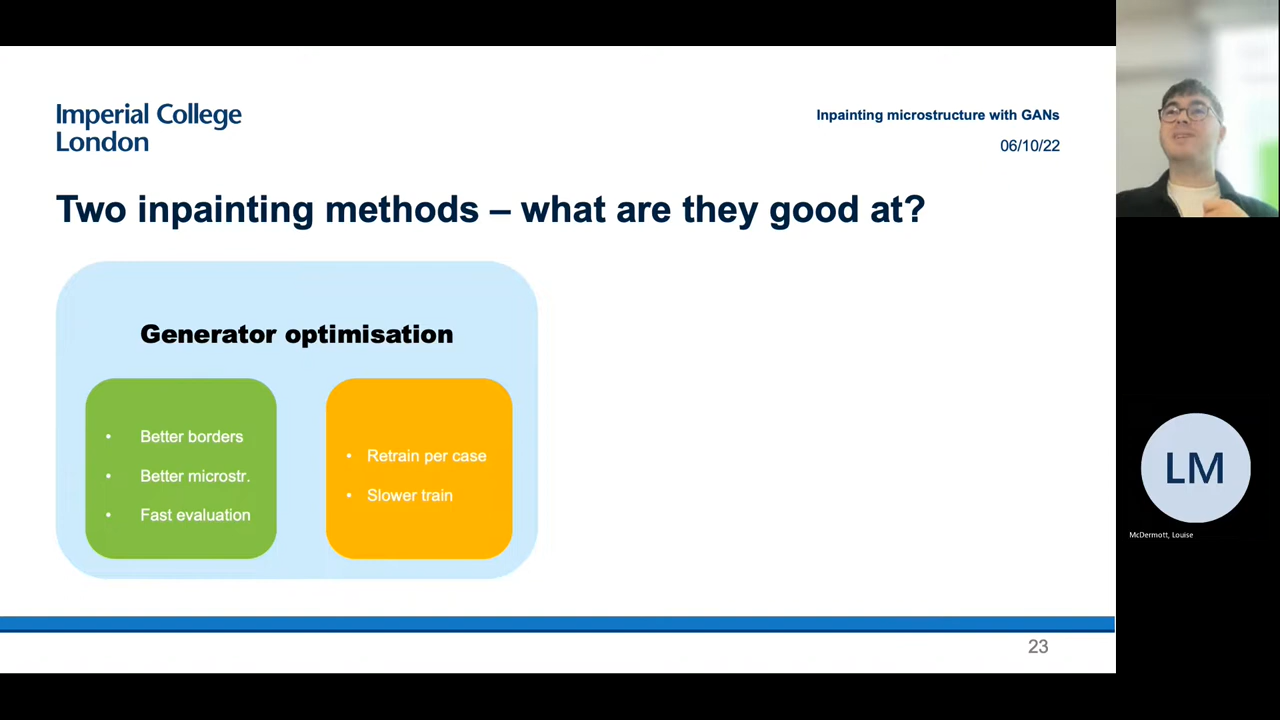 Imperial College
London
Inpainting microstructure with GANs
06/10/22
Two inpainting methods – what are they good at?
Generator optimisation
• Better borders
• Better microstr.
• Fast evaluation
• Retrain per case
• Slower train
23
LM
McDermott, Louise